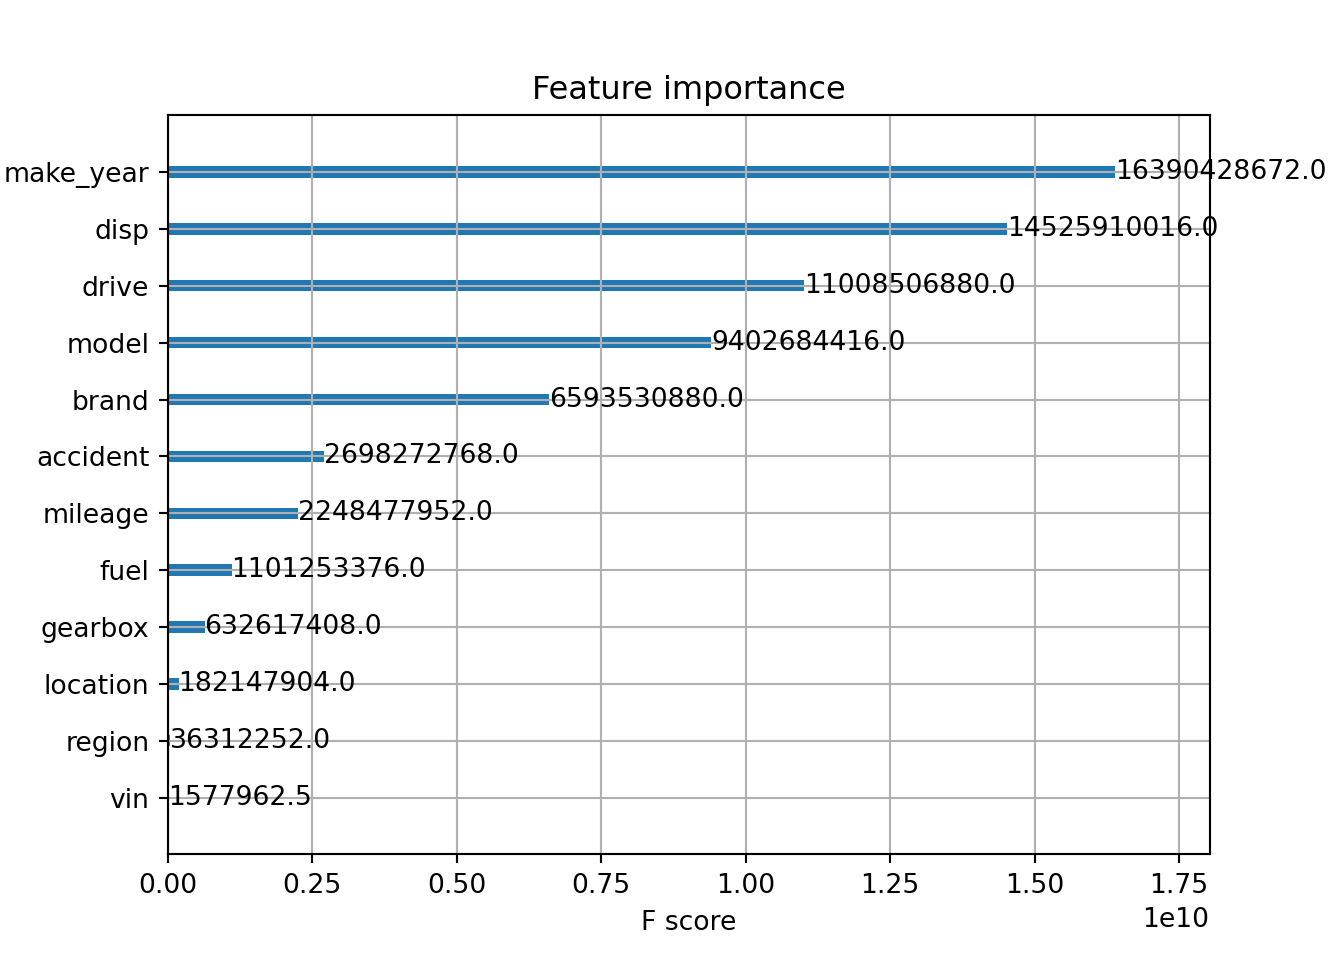 Feature importance
make_year 16390428672.0
disp 14525910016.0
drive 11008506880.0
model 9402684416.0
brand 6593530880.0
accident 2698272768.0
mileage 2248477952.0
fuel 1101253376.0
gearbox 632617408.0
location 182147904.0
region 36312252.0
vin 1577962.5
0.00 0.25 0.50 0.75 1.00 1.25 1.50 1.75
F score 1e10